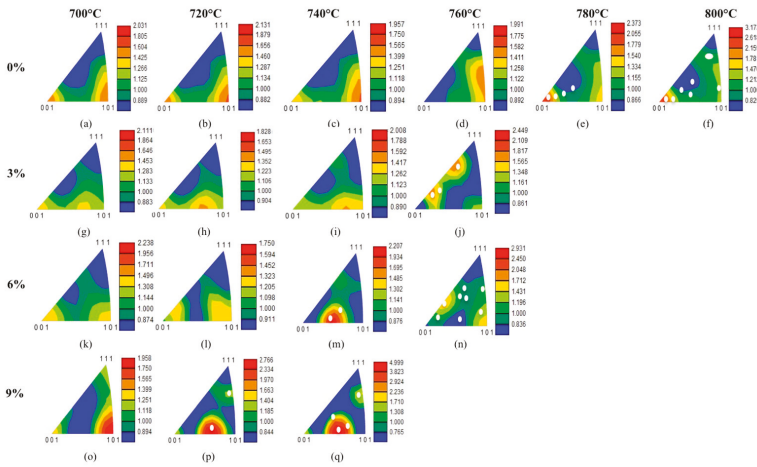 700°C 720°C 740°C 760°C 780°C 800°C
0%
111 2.031 1.805 1.604 1.425 1.266 1.125 1.000 0.889
001 101
(a)
111 2.131 1.879 1.656 1.460 1.287 1.134 1.000 0.882
001 101
(b)
111 1.957 1.750 1.565 1.399 1.251 1.118 1.000 0.894
001 101
(c)
111 1.991 1.775 1.582 1.411 1.258 1.122 1.000 0.892
001 101
(d)
111 2.373 2.055 1.779 1.540 1.334 1.155 1.000 0.866
001 101
(e)
111 3.17 2.61 2.15 1.78 1.46 1.21 1.00 0.82
001 101
(f)
3%
111 2.111 1.864 1.646 1.453 1.283 1.133 1.000 0.883
001 101
(g)
111 1.828 1.653 1.495 1.352 1.223 1.106 1.000 0.904
001 101
(h)
111 2.008 1.788 1.592 1.417 1.262 1.123 1.000 0.890
001 101
(i)
111 2.449 2.109 1.817 1.565 1.348 1.161 1.000 0.861
001 101
(j)
6%
111 2.238 1.956 1.711 1.496 1.308 1.144 1.000 0.874
001 101
(k)
111 1.750 1.594 1.452 1.323 1.205 1.098 1.000 0.911
001 101
(l)
111 2.207 1.934 1.695 1.485 1.302 1.141 1.000 0.876
001 101
(m)
111 2.931 2.450 2.048 1.712 1.431 1.196 1.000 0.836
001 101
(n)
9%
111 1.958 1.750 1.565 1.399 1.251 1.118 1.000 0.894
001 101
(o)
111 2.766 2.334 1.970 1.663 1.404 1.185 1.000 0.844
001 101
(p)
111 4.999 3.823 2.924 2.236 1.710 1.308 1.000 0.765
001 101
(q)